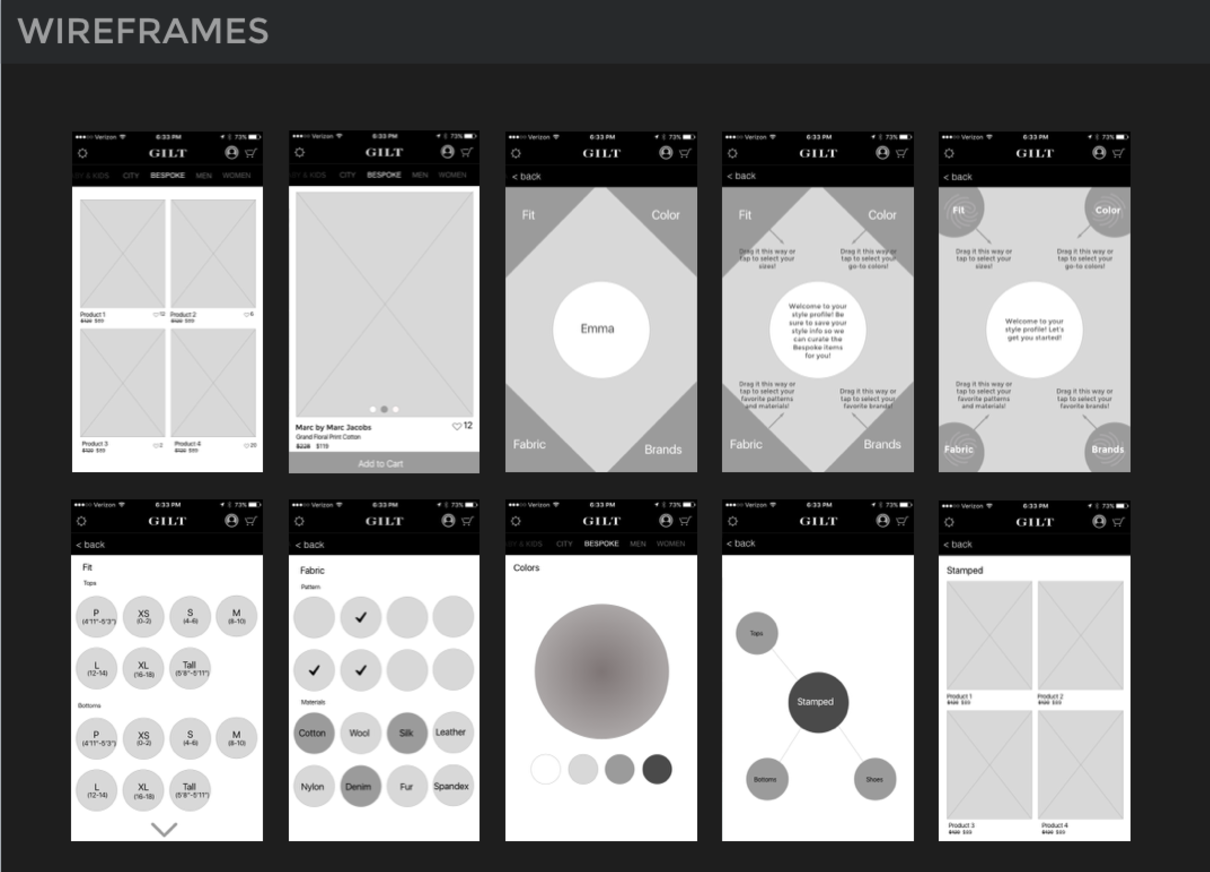 WIREFRAMES
●●●○○ Verizon 6:33 PM 73%
GILT
CITY BESPOKE MEN WOMEN
Product 1 12
$120 $89
Product 2 6
$120 $89
Product 3 2
$120 $89
Product 4 20
$120 $89
●●●○○ Verizon 6:33 PM 73%
GILT
Y & KIDS CITY BESPOKE MEN WOMEN
Marc by Marc Jacobs 12
Grand Floral Print Cotton
$228 $119
Add to Cart
●●●○○ Verizon 6:33 PM 73%
GILT
< back
Fit Color
Emma
Fabric Brands
●●●○○ Verizon 6:33 PM 73%
GILT
< back
Fit Color
Drag it this way or
tap to select your
sizes!
Drag it this way or
tap to select your
go-to colors!
Welcome to your
style profile! Be
sure to save your
style info so we
can curate the
Bespoke items
for you!
Drag it this way or
tap to select your
favorite patterns
and materials!
Drag it this way or
tap to select your
favorite brands!
Fabric Brands
●●●○○ Verizon 6:33 PM 73%
GILT
< back
Fit Color
Drag it this way or
tap to select your
sizes!
Drag it this way or
tap to select your
go-to colors!
Welcome to your
style profile! Let's
get you started!
Drag it this way or
tap to select your
favorite patterns
and materials!
Drag it this way or
tap to select your
favorite brands!
Fabric Brands
●●●○○ Verizon 6:33 PM 73%
GILT
< back
Fit
Tops
P XS S M
(4'11"-5'3") (0-2) (4-6) (8-10)
L XL Tall
(12-14) (16-18) (5'8"-5'11")
Bottoms
P XS S M
(4'11"-5'3") (0-2) (4-6) (8-10)
L XL Tall
(12-14) (16-18) (5'8"-5'11")
●●●○○ Verizon 6:33 PM 73%
GILT
< back
Fabric
Pattern
Materials
Cotton Wool Silk Leather
Nylon Denim Fur Spandex
●●●○○ Verizon 6:33 PM 73%
GILT
Y & KIDS CITY BESPOKE MEN WOMEN
Colors
●●●○○ Verizon 6:33 PM 73%
GILT
< back
Tops
Stamped
Bottoms Shoes
●●●○○ Verizon 6:33 PM 73%
GILT
< back
Stamped
Product 1 Product 2
$120 $89 $120 $89
Product 3 Product 4
$120 $89 $120 $89